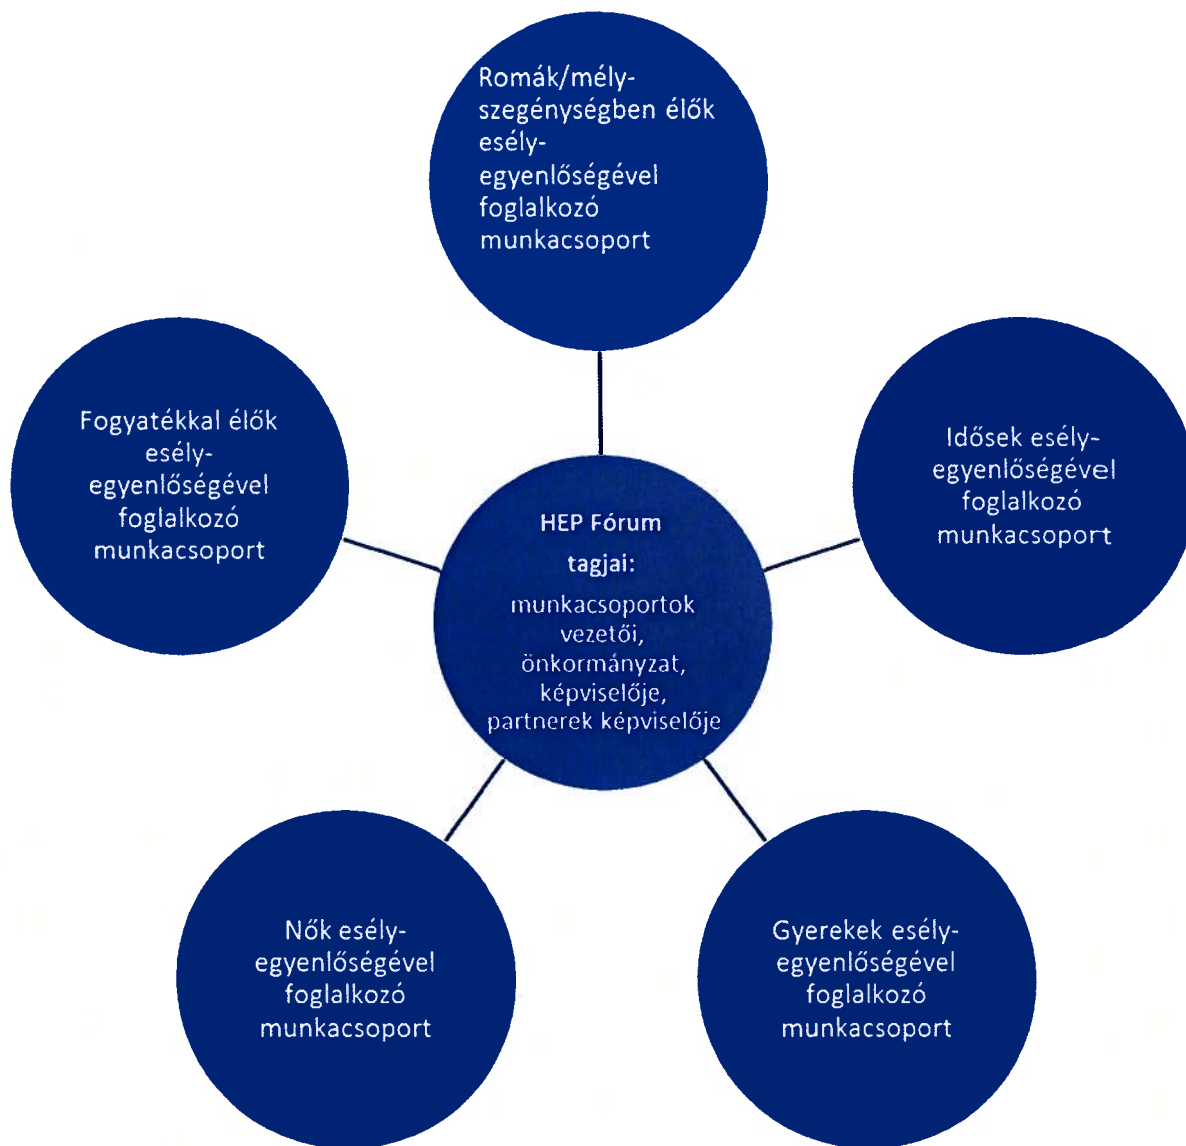 Romák/mély-
szegénységben élők
esély-
egyenlőségével
foglalkozó
munkacsoport
Fogyatékkal élők
esély-
egyenlőségével
foglalkozó
munkacsoport
Idősek esély-
egyenlőségével
foglalkozó
munkacsoport
HEP Fórum
tagjai:
munkacsoportok
vezetői,
önkormányzat,
képviselője,
partnerek képviselője
Nők esély-
egyenlőségével
foglalkozó
munkacsoport
Gyerekek esély-
egyenlőségével
foglalkozó
munkacsoport